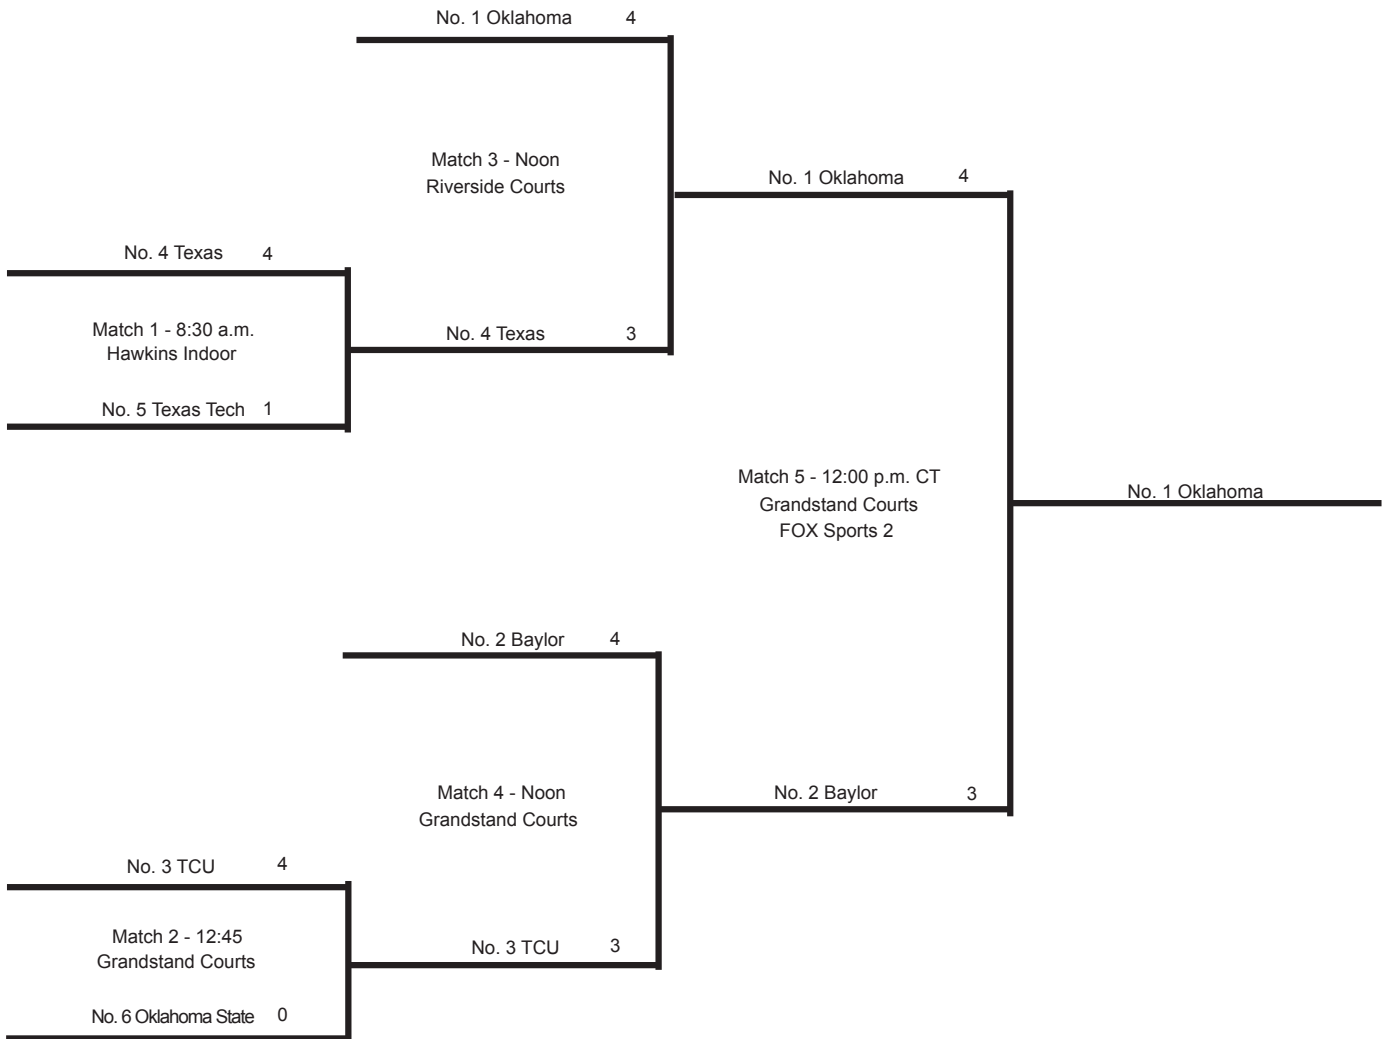 No. 1 Oklahoma 4
Match 3 - Noon
Riverside Courts
No. 1 Oklahoma 4
No. 4 Texas 4
Match 1 - 8:30 a.m.
Hawkins Indoor
No. 4 Texas 3
No. 5 Texas Tech 1
Match 5 - 12:00 p.m. CT
Grandstand Courts
FOX Sports 2
No. 1 Oklahoma
No. 2 Baylor 4
Match 4 - Noon
Grandstand Courts
No. 2 Baylor 3
No. 3 TCU 4
Match 2 - 12:45
Grandstand Courts
No. 3 TCU 3
No. 6 Oklahoma State 0